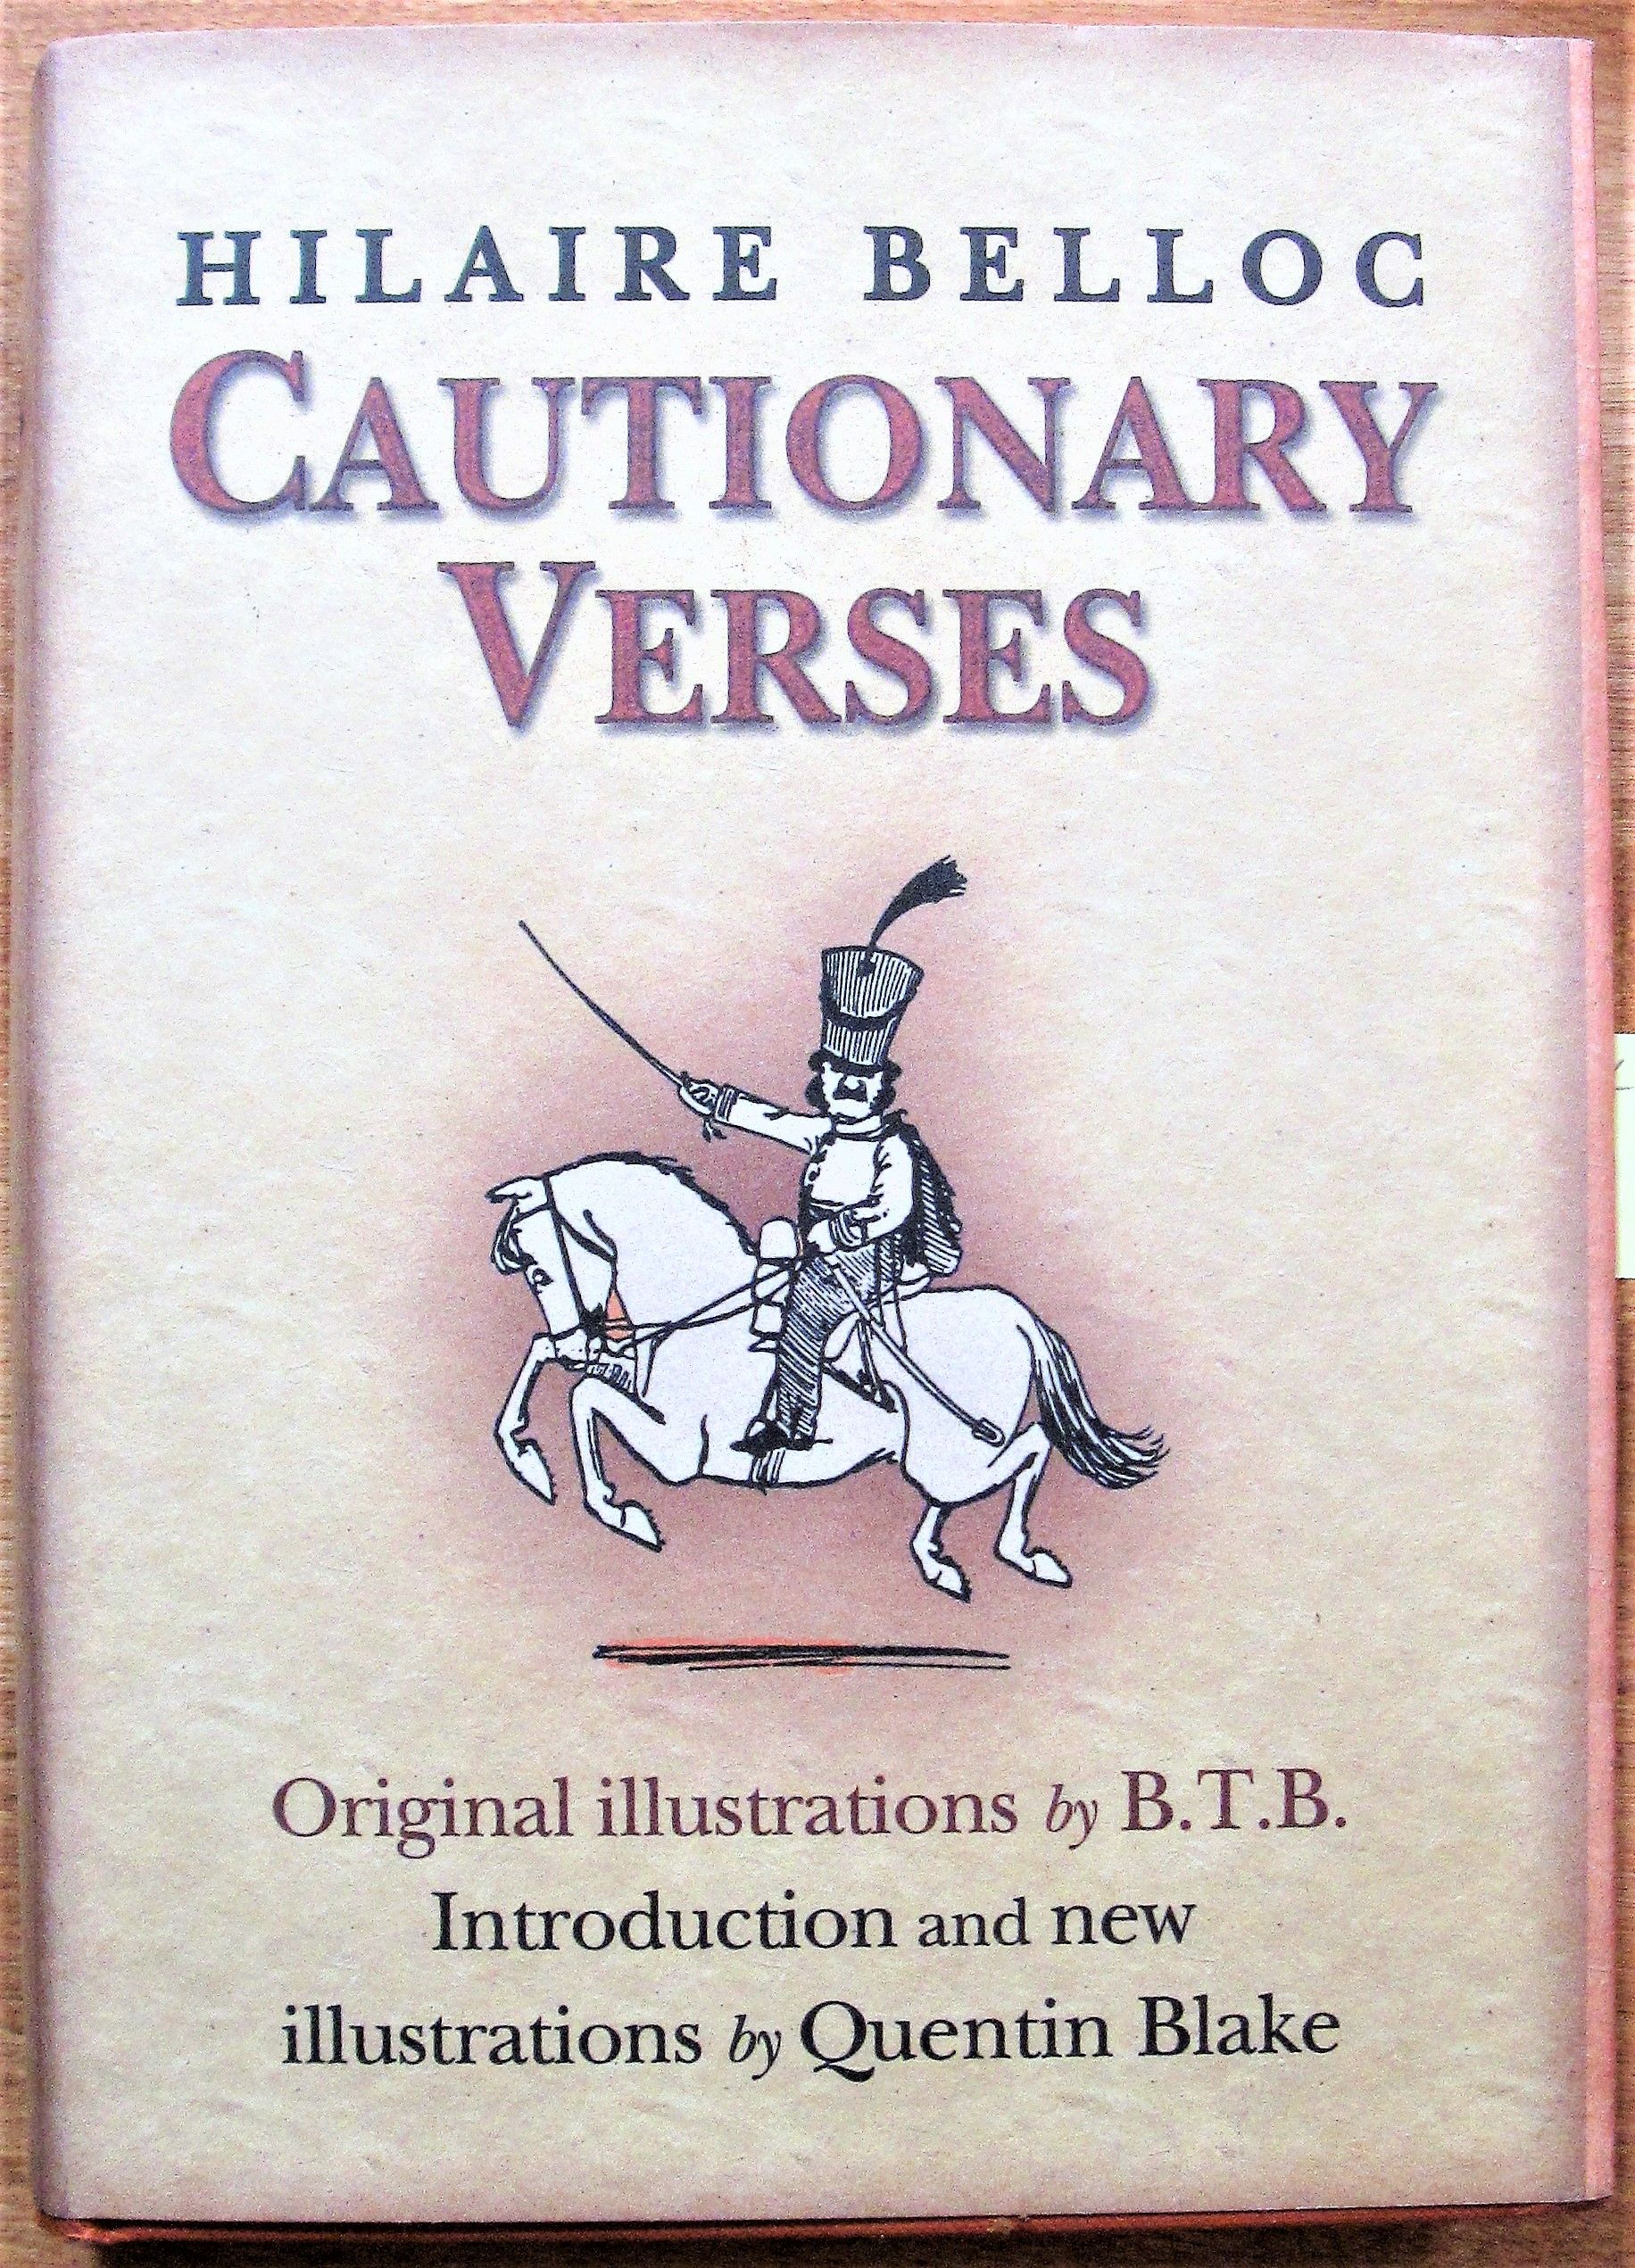 HILAIRE BELLOC
CAUTIONARY
VERSES
Original illustrations by B.T.B.
Introduction and new
illustrations by Quentin Blake